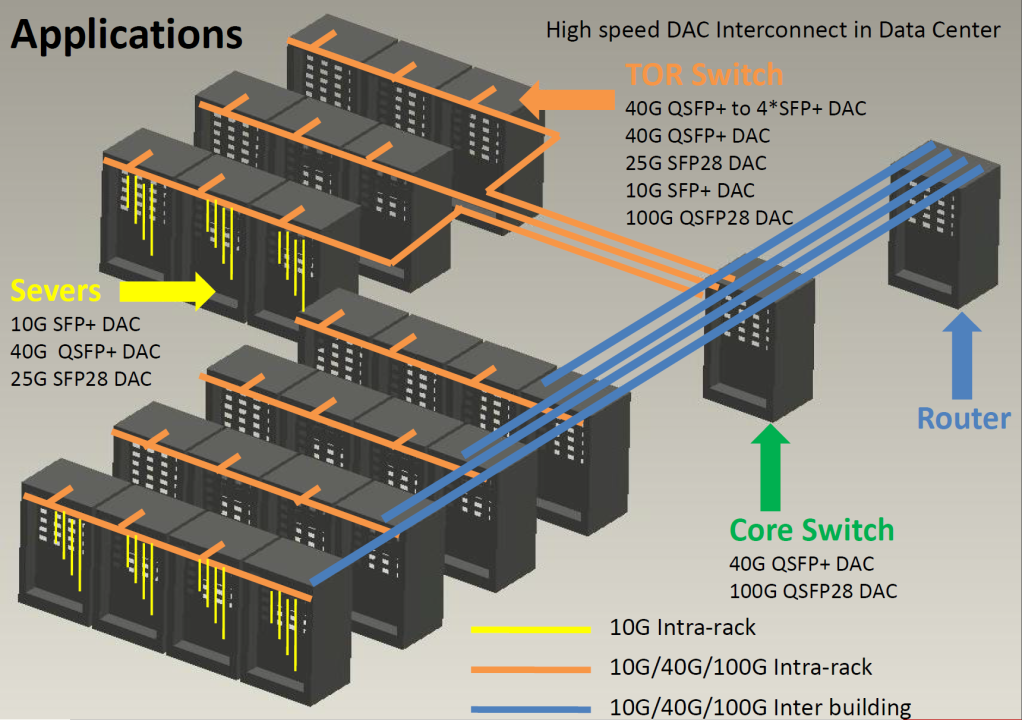 Applications
High speed DAC Interconnect in Data Center
TOR Switch
40G QSFP+ to 4*SFP+ DAC
40G QSFP+ DAC
25G SFP28 DAC
10G SFP+ DAC
100G QSFP28 DAC
Severs
10G SFP+ DAC
40G  QSFP+ DAC
25G SFP28 DAC
Router
Core Switch
40G QSFP+ DAC
100G QSFP28 DAC
10G Intra-rack
10G/40G/100G Intra-rack
10G/40G/100G Inter building